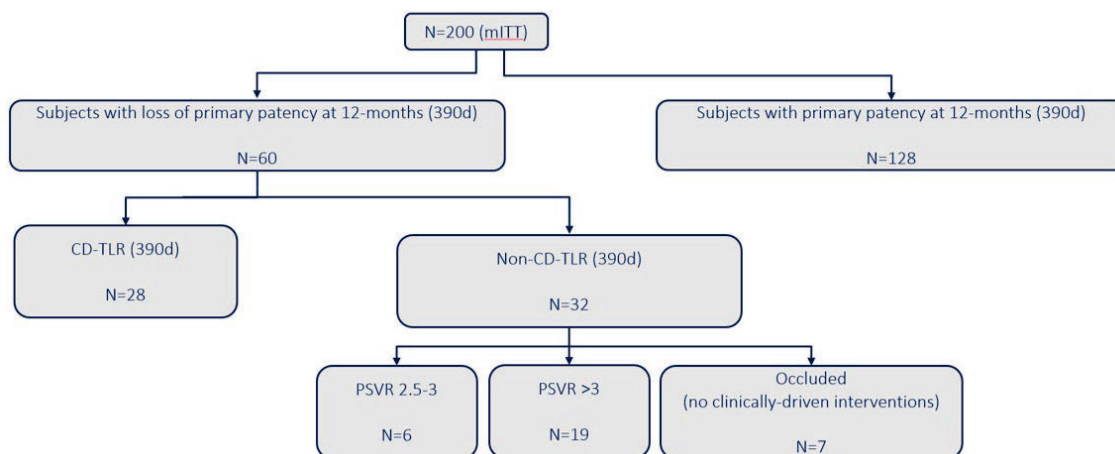 N=200 (mITT)
Subjects with loss of primary patency at 12-months (390d)
N=60
Subjects with primary patency at 12-months (390d)
N=128
CD-TLR (390d)
N=28
Non-CD-TLR (390d)
N=32
PSVR 2.5-3
N=6
PSVR >3
N=19
Occluded
(no clinically-driven interventions)
N=7